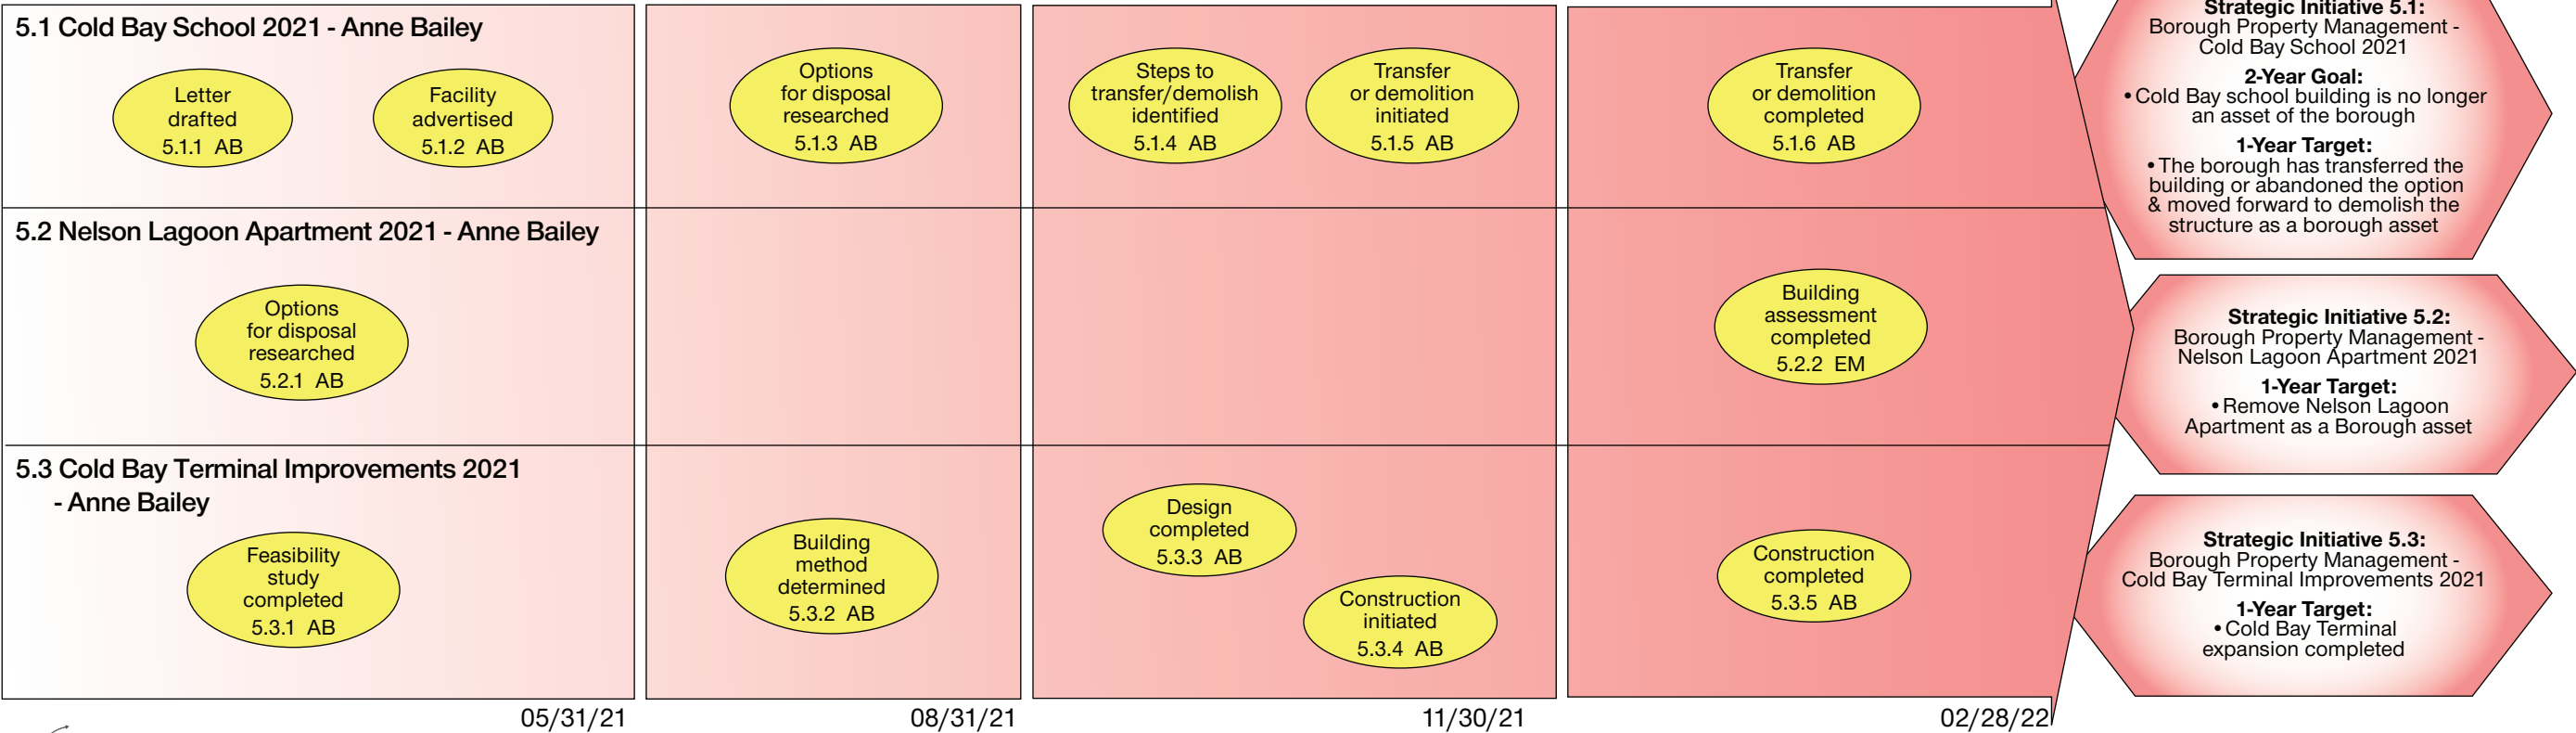 5.1 Cold Bay School 2021 - Anne Bailey
Letter
drafted
5.1.1 AB
Facility
advertised
5.1.2 AB
Options
for disposal
researched
5.1.3 AB
Steps to
transfer/demolish
identified
5.1.4 AB
Transfer
or demolition
initiated
5.1.5 AB
Transfer
or demolition
completed
5.1.6 AB
Strategic Initiative 5.1:
Borough Property Management -
Cold Bay School 2021
2-Year Goal:
• Cold Bay school building is no longer
an asset of the borough
1-Year Target:
• The borough has transferred the
building or abandoned the option
& moved forward to demolish the
structure as a borough asset
5.2 Nelson Lagoon Apartment 2021 - Anne Bailey
Options
for disposal
researched
5.2.1 AB
Building
assessment
completed
5.2.2 EM
Strategic Initiative 5.2:
Borough Property Management -
Nelson Lagoon Apartment 2021
1-Year Target:
• Remove Nelson Lagoon
Apartment as a Borough asset
5.3 Cold Bay Terminal Improvements 2021
- Anne Bailey
Feasibility
study
completed
5.3.1 AB
Building
method
determined
5.3.2 AB
Design
completed
5.3.3 AB
Construction
initiated
5.3.4 AB
Construction
completed
5.3.5 AB
Strategic Initiative 5.3:
Borough Property Management -
Cold Bay Terminal Improvements 2021
1-Year Target:
• Cold Bay Terminal
expansion completed
05/31/21
08/31/21
11/30/21
02/28/22